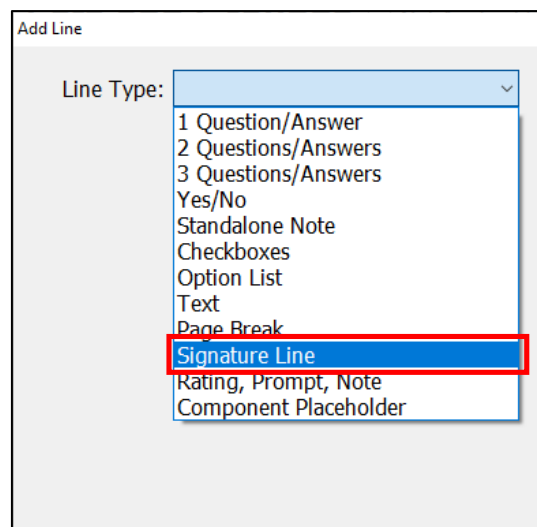 Add Line
Line Type:
1 Question/Answer
2 Questions/Answers
3 Questions/Answers
Yes/No
Standalone Note
Checkboxes
Option List
Text
Page Break
Signature Line
Rating, Prompt, Note
Component Placeholder